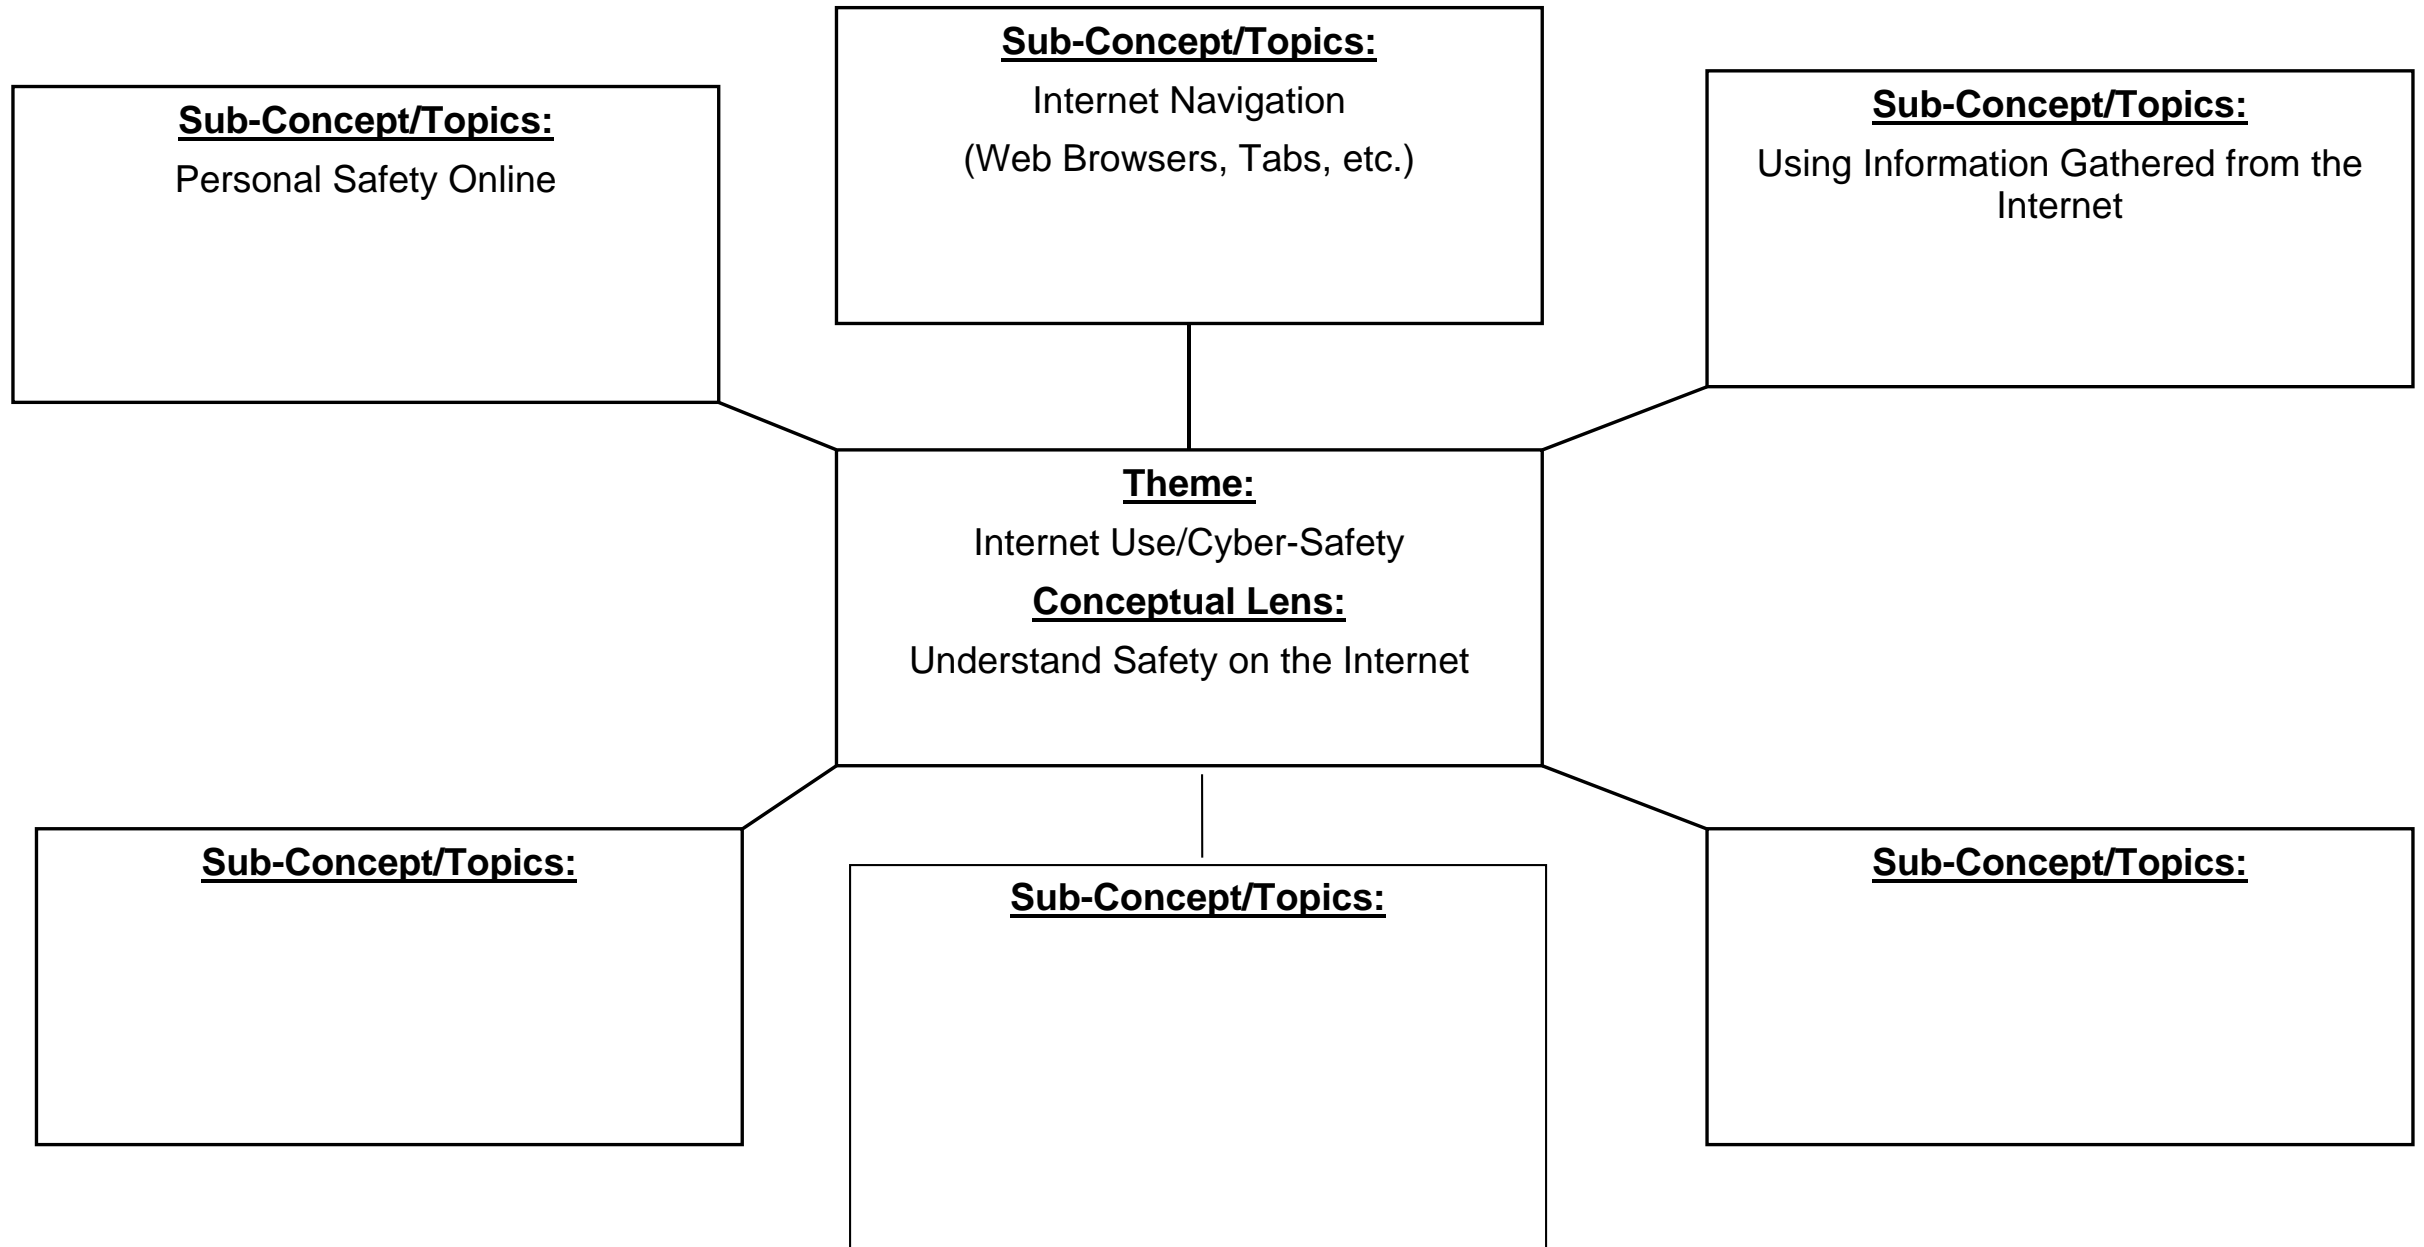 Sub-Concept/Topics:
Personal Safety Online
Sub-Concept/Topics:
Internet Navigation
(Web Browsers, Tabs, etc.)
Sub-Concept/Topics:
Using Information Gathered from the
Internet
Theme:
Internet Use/Cyber-Safety
Conceptual Lens:
Understand Safety on the Internet
Sub-Concept/Topics:
Sub-Concept/Topics:
Sub-Concept/Topics: